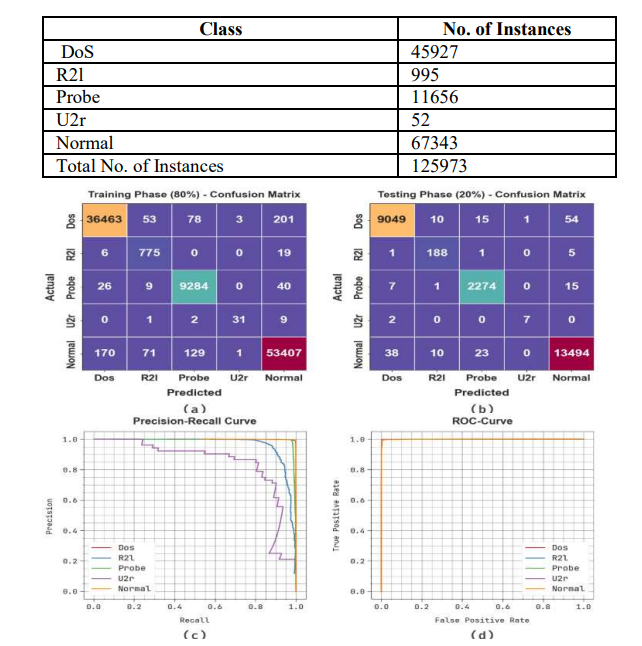 Class No. of Instances
DoS 45927
R2l 995
Probe 11656
U2r 52
Normal 67343
Total No. of Instances 125973
Training Phase (80%) - Confusion Matrix
Dos 36463 53 78 3 201
R2l 6 775 0 0 19
Probe 26 9 9284 0 40
U2r 0 1 2 31 9
Normal 170 71 129 1 53407
Dos R2l Probe U2r Normal
Actual
Predicted
(a)
Testing Phase (20%) - Confusion Matrix
Dos 9049 10 15 1 54
R2l 1 188 1 0 5
Probe 7 1 2274 0 15
U2r 2 0 0 7 0
Normal 38 10 23 0 13494
Dos R2l Probe U2r Normal
Actual
Predicted
(b)
Precision-Recall Curve
1.0
0.8
0.6
0.4
0.2
0.0
Precision
Dos
R2l
Probe
U2r
Normal
0.0 0.2 0.4 0.6 0.8 1.0
Recall
(c)
ROC-Curve
1.0
0.8
0.6
0.4
0.2
0.0
True Positive Rate
Dos
R2l
Probe
U2r
Normal
0.0 0.2 0.4 0.6 0.8 1.0
False Positive Rate
(d)